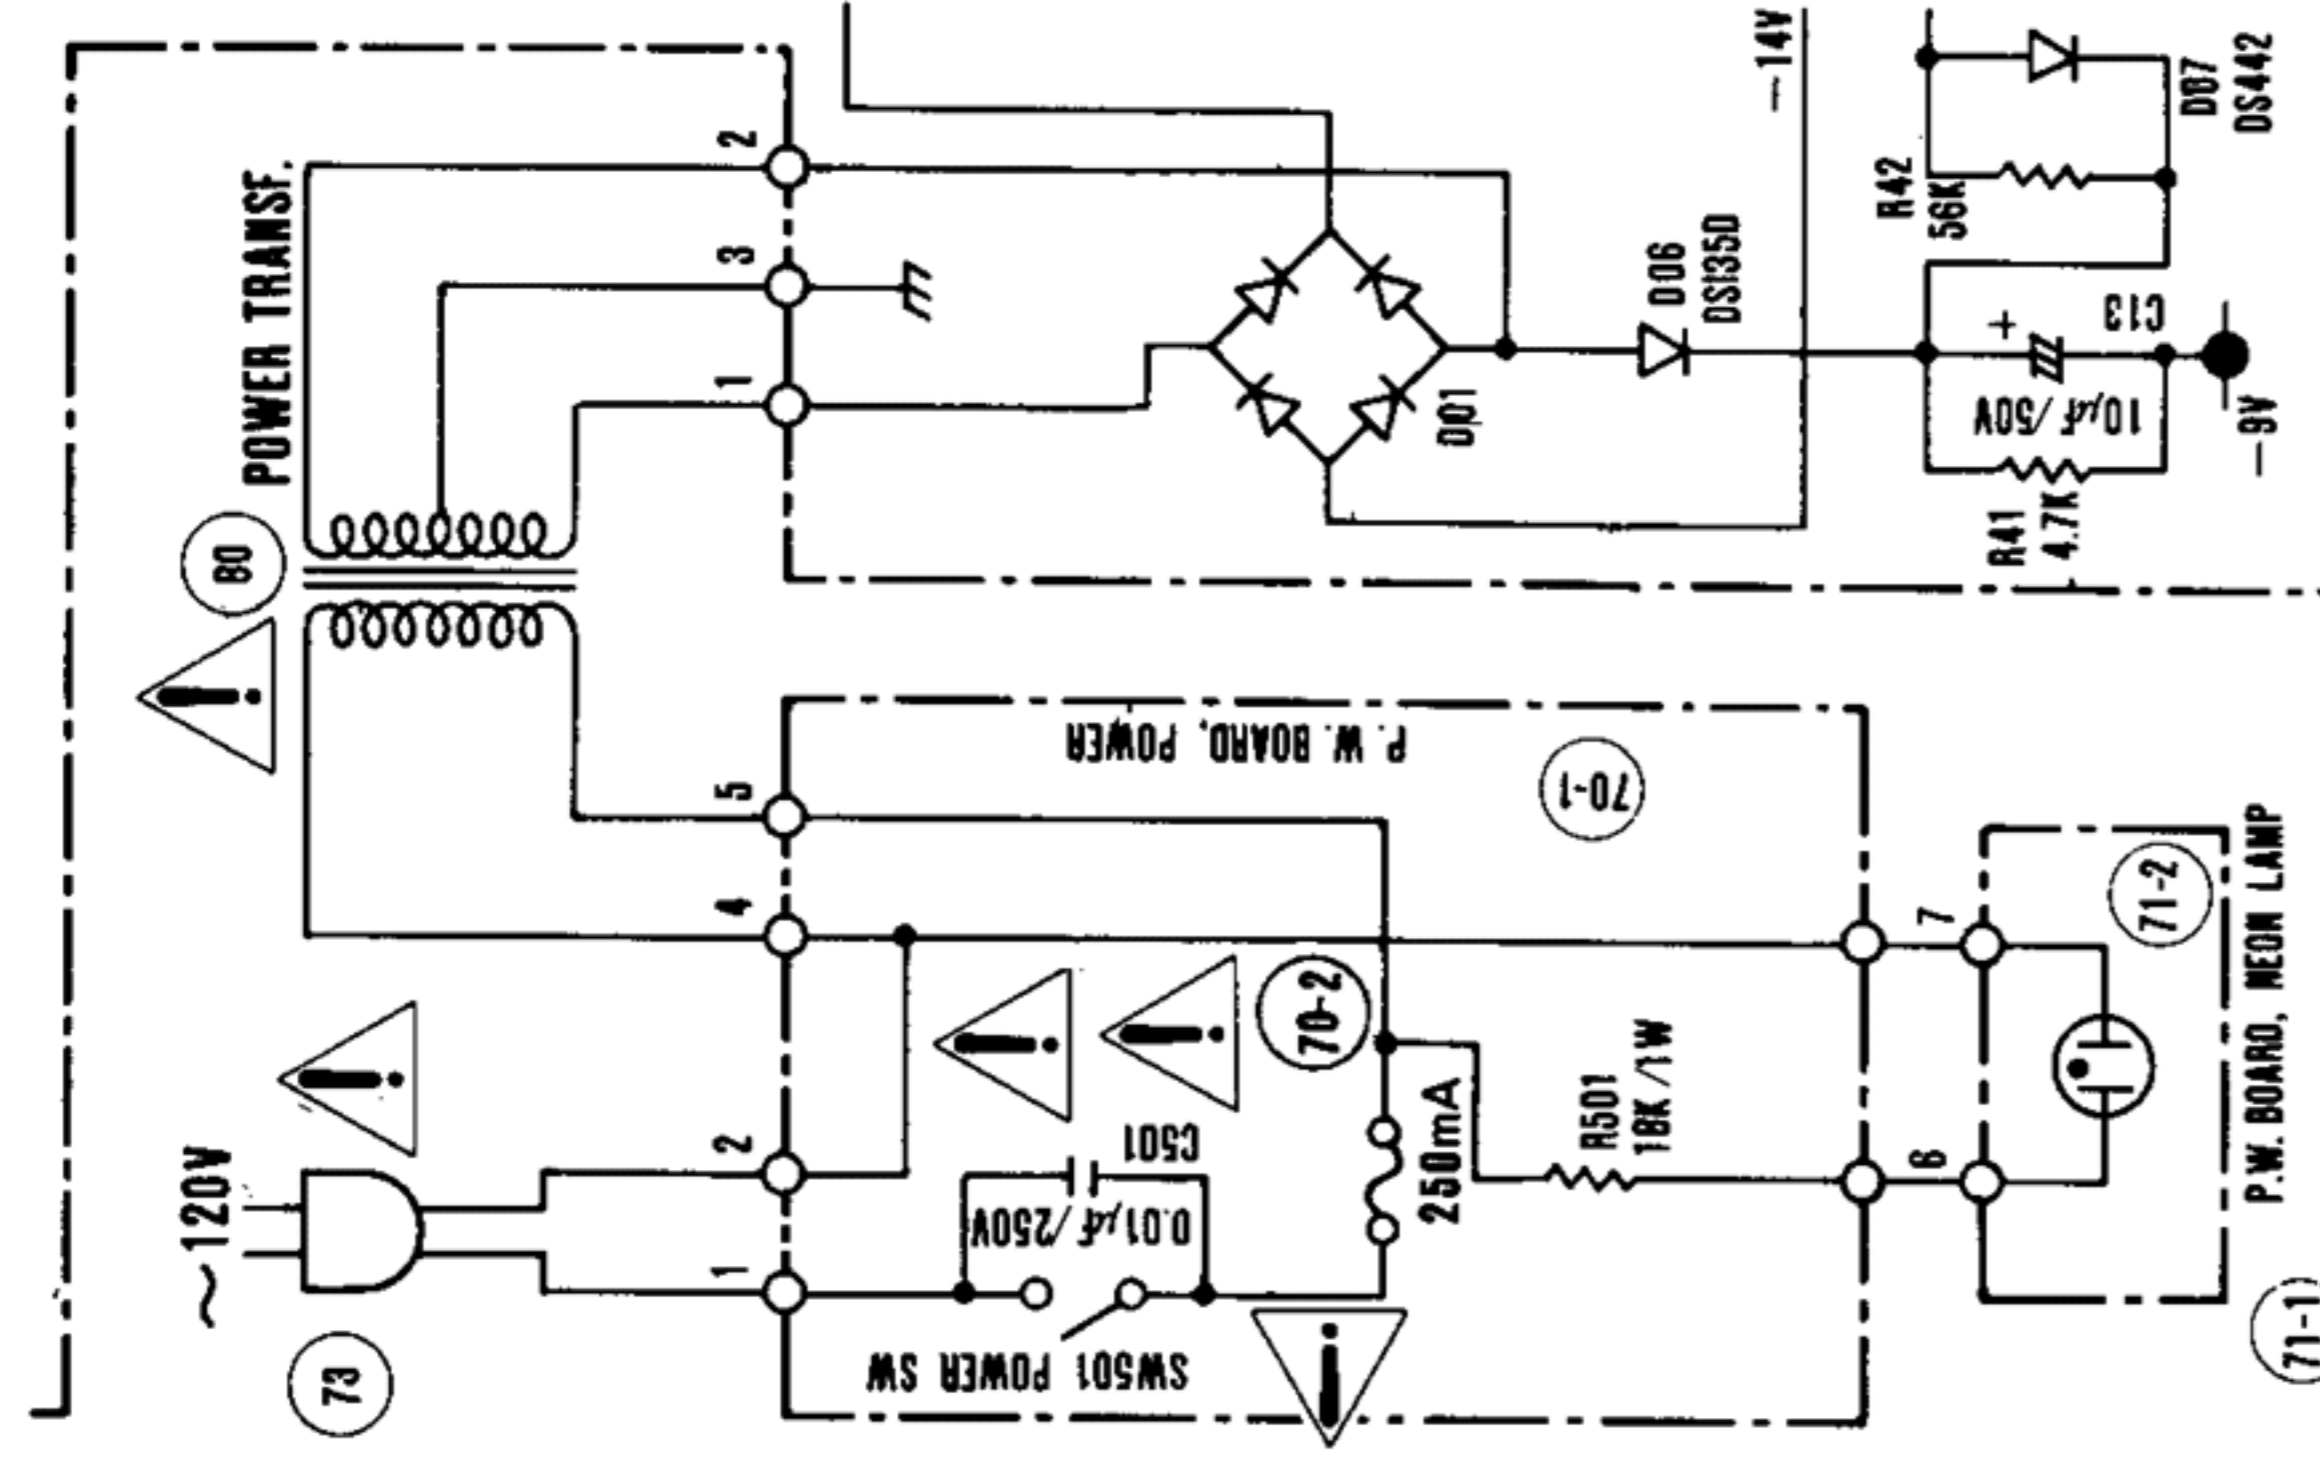 POWER TRANSF.
80
2
3
1
D01
D06
DS135D
-14V
R42
56K
D07
DS442
+
C13
10μF/50V
R41
4.7K
-9V
5
4
2
1
P.W. BOARD, POWER
70-1
70-2
~120V
73
C501
0.01μF/250V
SW501 POWER SW
250mA
R501
18K/1W
7
6
71-2
P.W. BOARD, NEON LAMP
71-1